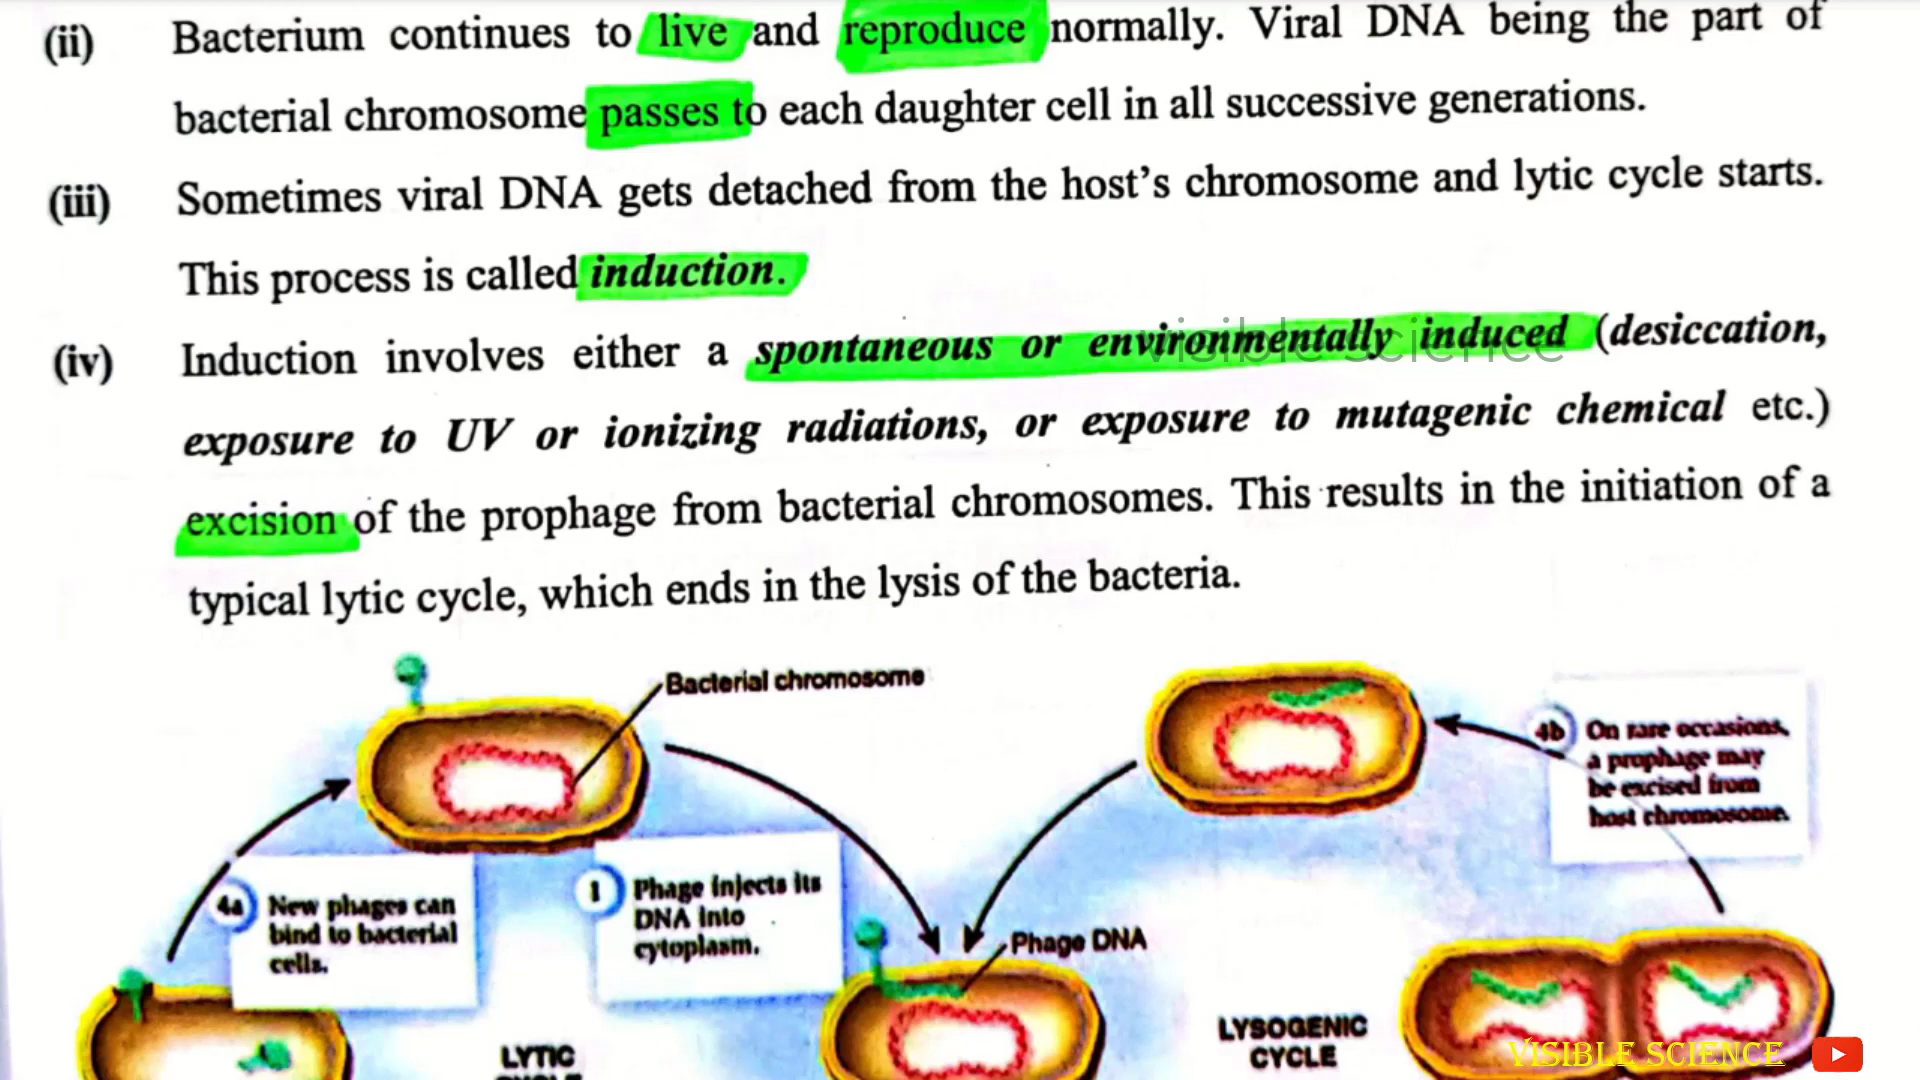 (ii) Bacterium continues to live and reproduce normally. Viral DNA being the part of
bacterial chromosome passes to each daughter cell in all successive generations.
(iii) Sometimes viral DNA gets detached from the host's chromosome and lytic cycle starts.
This process is called induction.
(iv) Induction involves either a spontaneous or environmentally induced (desiccation,
visible science
exposure to UV or ionizing radiations, or exposure to mutagenic chemical etc.)
excision of the prophage from bacterial chromosomes. This results in the initiation of a
typical lytic cycle, which ends in the lysis of the bacteria.
Bacterial chromosome
4b On rare occasions,
a prophage may
be excised from
host chromosome.
4a New phages can
bind to bacterial
cells.
1 Phage injects its
DNA into
cytoplasm.
Phage DNA
LYTIC
CYCLE
LYSOGENIC
CYCLE
VISIBLE SCIENCE